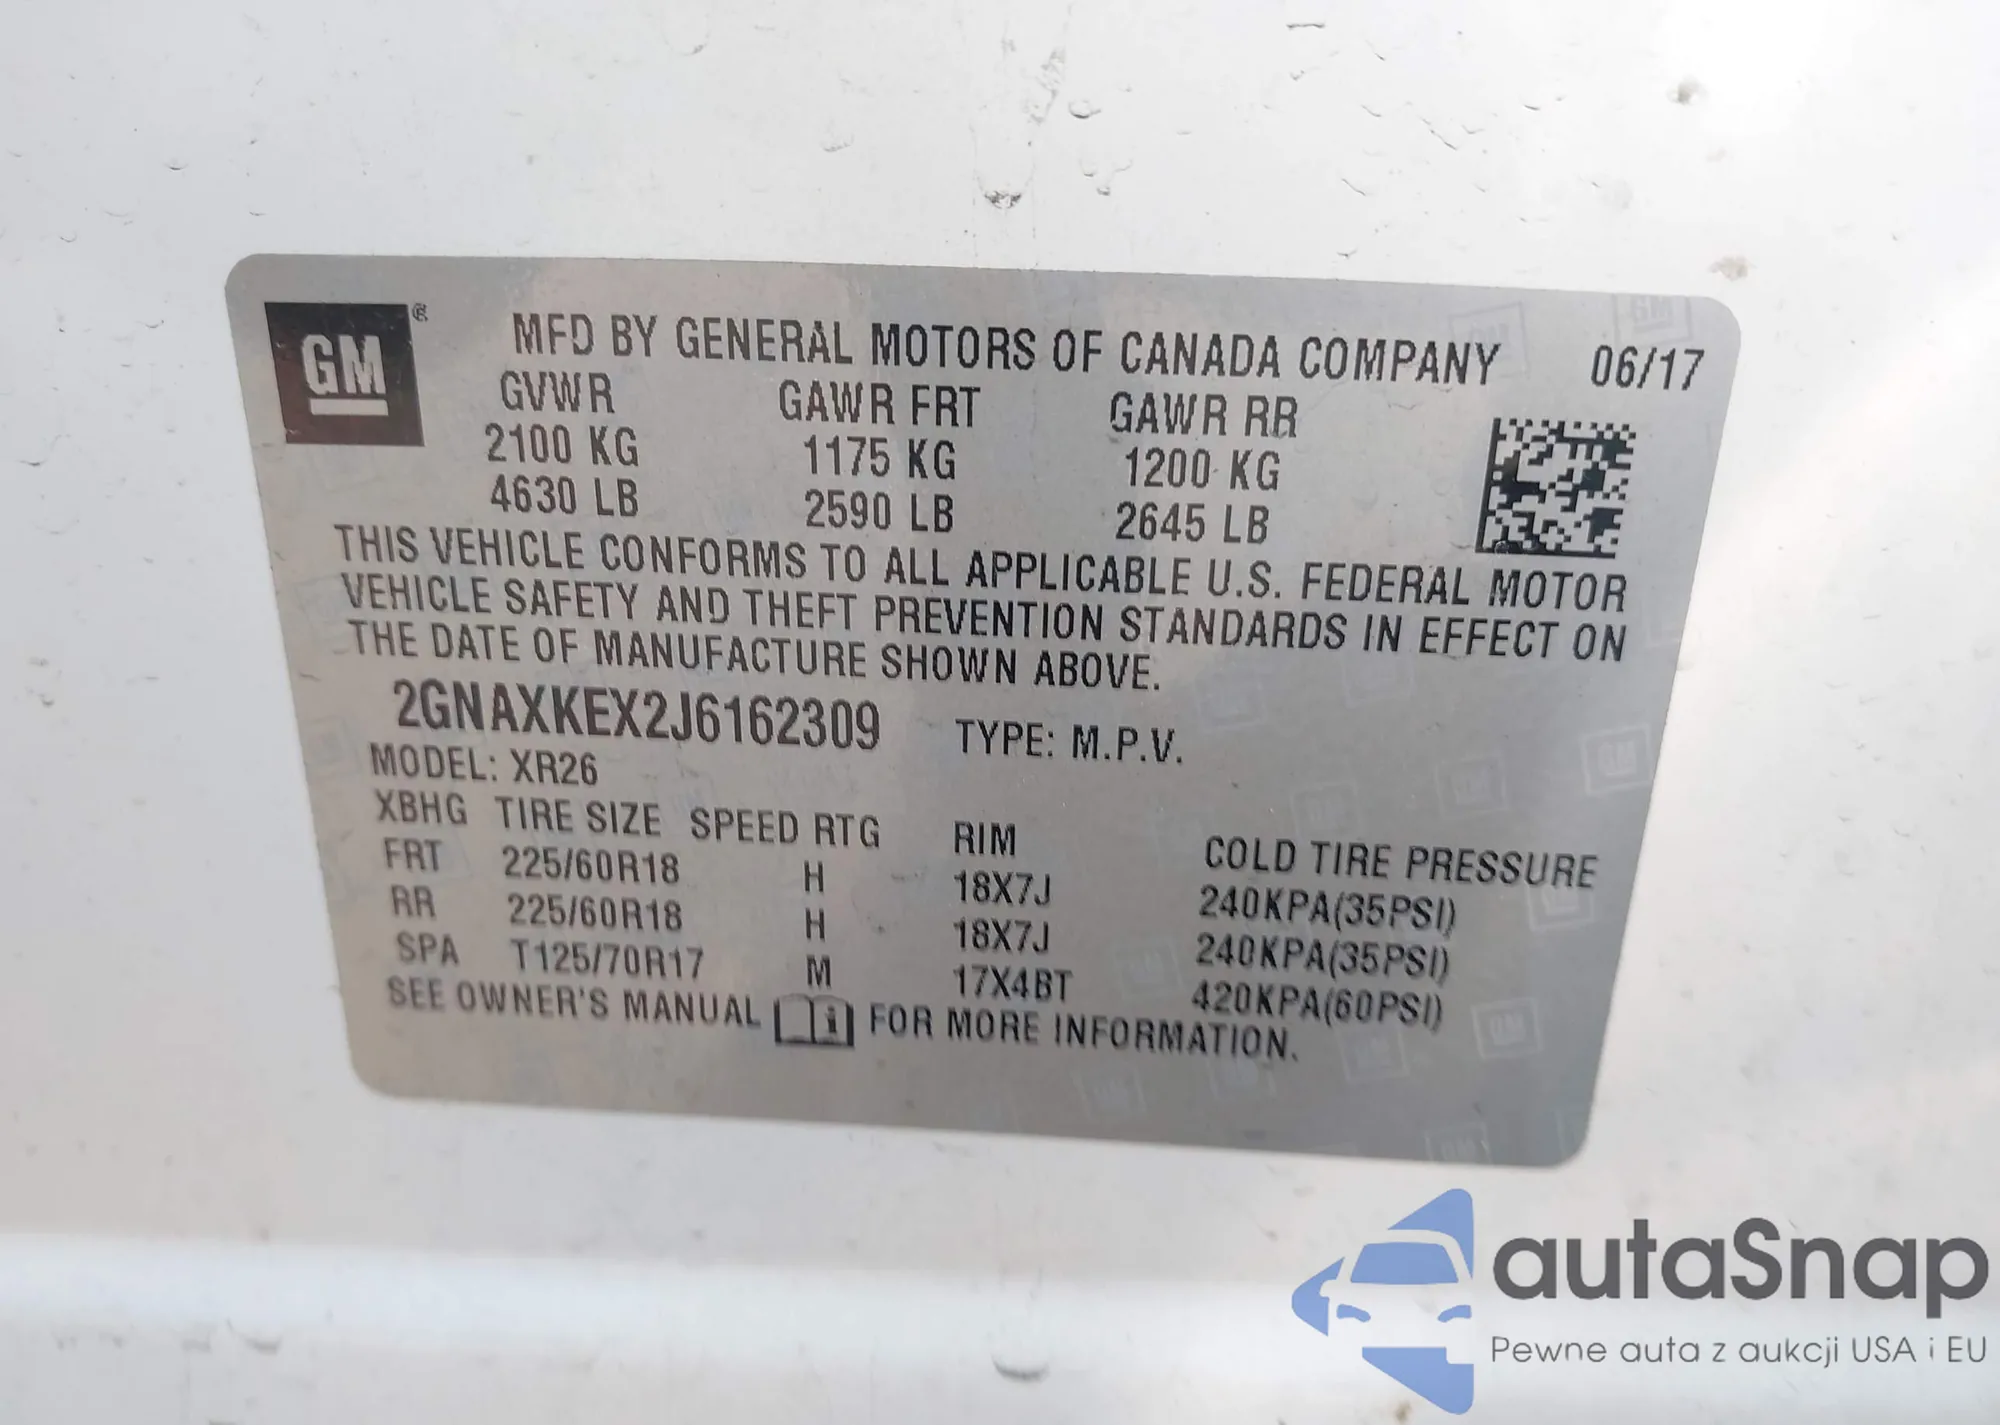 GM ®
MFD BY GENERAL MOTORS OF CANADA COMPANY 06/17
GVWR GAWR FRT GAWR RR
2100 KG 1175 KG 1200 KG
4630 LB 2590 LB 2645 LB
THIS VEHICLE CONFORMS TO ALL APPLICABLE U.S. FEDERAL MOTOR
VEHICLE SAFETY AND THEFT PREVENTION STANDARDS IN EFFECT ON
THE DATE OF MANUFACTURE SHOWN ABOVE.
2GNAXKEX2J6162309 TYPE: M.P.V.
MODEL: XR26
XBHG TIRE SIZE SPEED RTG RIM COLD TIRE PRESSURE
FRT 225/60R18 H 18X7J 240KPA(35PSI)
RR 225/60R18 H 18X7J 240KPA(35PSI)
SPA T125/70R17 M 17X4BT 420KPA(60PSI)
SEE OWNER'S MANUAL i FOR MORE INFORMATION.
autaSnap
Pewne auta z aukcji USA i EU